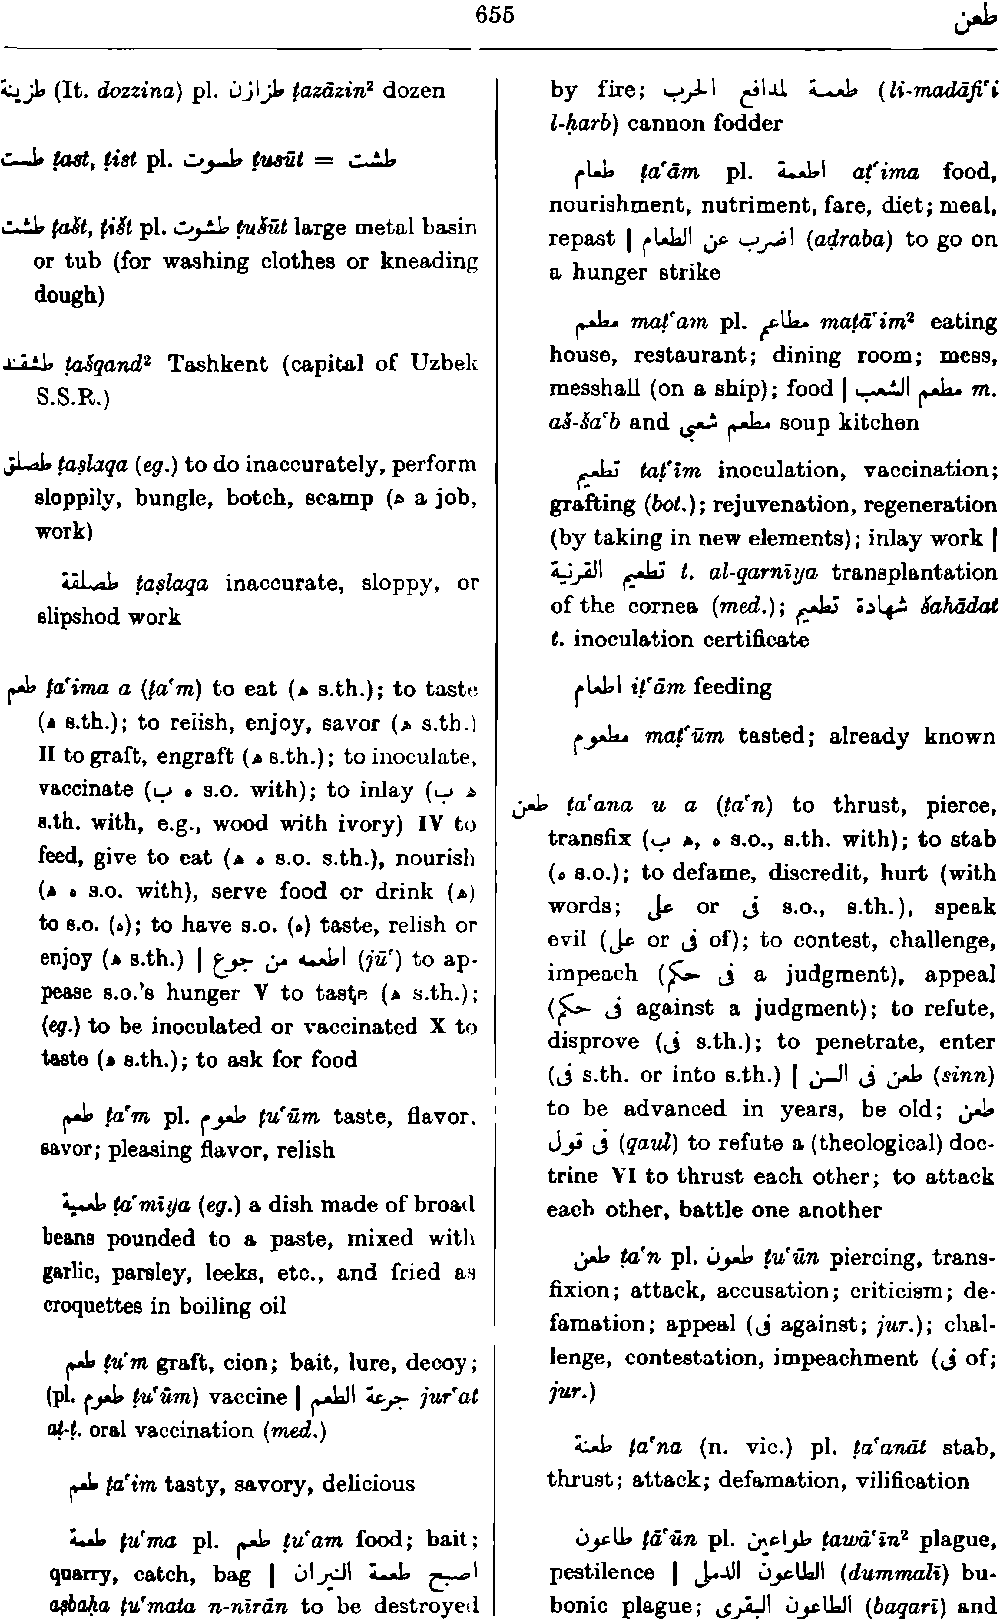 655
طعن
طزينة (It. dozzina) pl. طزازن ṭazāzin² dozen
طست ṭast, ṭist pl. طسوت ṭusūt = طشت
طشت ṭašt, ṭišt pl. طشوت ṭušūt large metal basin
or tub (for washing clothes or kneading
dough)
طشقند ṭašqand² Tashkent (capital of Uzbek
S.S.R.)
طصلق ṭaṣlaqa (eg.) to do inaccurately, perform
sloppily, bungle, botch, scamp (ه a job,
work)
طصلقة ṭaṣlaqa inaccurate, sloppy, or
slipshod work
طعم ṭaʿima a (ṭaʿm) to eat (ه s.th.); to taste
(ه s.th.); to relish, enjoy, savor (ه s.th.)
II to graft, engraft (ه s.th.); to inoculate,
vaccinate (ب ه s.o. with); to inlay (ه ب
s.th. with, e.g., wood with ivory) IV to
feed, give to eat (ه ه s.o. s.th.), nourish
(ه ه s.o. with), serve food or drink (ه)
to s.o. (ه); to have s.o. (ه) taste, relish or
enjoy (ه s.th.) | اطعمه من جوع (jūʿ) to ap-
pease s.o.'s hunger V to taste (ه s.th.);
(eg.) to be inoculated or vaccinated X to
taste (ه s.th.); to ask for food
طعم ṭaʿm pl. طعوم ṭuʿūm taste, flavor,
savor; pleasing flavor, relish
طعمية ṭaʿmīya (eg.) a dish made of broad
beans pounded to a paste, mixed with
garlic, parsley, leeks, etc., and fried as
croquettes in boiling oil
طعم ṭuʿm graft, cion; bait, lure, decoy;
(pl. طعوم ṭuʿūm) vaccine | جرعة الطعم jurʿat
aṭ-ṭ. oral vaccination (med.)
طعم ṭaʿim tasty, savory, delicious
طعمة ṭuʿma pl. طعم ṭuʿam food; bait;
quarry, catch, bag | اصبح طعمة النيران
aṣbaḥa ṭuʿmata n-nīrān to be destroyed
by fire; طعمة لمدافع الحرب (li-madāfiʿi
l-ḥarb) cannon fodder
طعام ṭaʿām pl. اطعمة aṭʿima food,
nourishment, nutriment, fare, diet; meal,
repast | اضرب عن الطعام (aḍraba) to go on
a hunger strike
مطعم maṭʿam pl. مطاعم maṭāʿim² eating
house, restaurant; dining room; mess,
messhall (on a ship); food | مطعم الشعب m.
aš-šaʿb and مطعم شعبي soup kitchen
تطعيم taṭʿīm inoculation, vaccination;
grafting (bot.); rejuvenation, regeneration
(by taking in new elements); inlay work |
تطعيم القرنية t. al-qarnīya transplantation
of the cornea (med.); شهادة تطعيم šahādat
t. inoculation certificate
اطعام iṭʿām feeding
مطعوم maṭʿūm tasted; already known
طعن ṭaʿana u a (ṭaʿn) to thrust, pierce,
transfix (ب ه, ه s.o., s.th. with); to stab
(ه s.o.); to defame, discredit, hurt (with
words; على or فى s.o., s.th.), speak
evil (على or فى of); to contest, challenge,
impeach (فى حكم a judgment), appeal
(فى حكم against a judgment); to refute,
disprove (فى s.th.); to penetrate, enter
(فى s.th. or into s.th.) | طعن فى السن (sinn)
to be advanced in years, be old; طعن
فى قول (qaul) to refute a (theological) doc-
trine VI to thrust each other; to attack
each other, battle one another
طعن ṭaʿn pl. طعون ṭuʿūn piercing, trans-
fixion; attack, accusation; criticism; de-
famation; appeal (فى against; jur.); chal-
lenge, contestation, impeachment (فى of;
jur.)
طعنة ṭaʿna (n. vic.) pl. ṭaʿanāt stab,
thrust; attack; defamation, vilification
طاعون ṭāʿūn pl. طواعين ṭawāʿīn² plague,
pestilence | الطاعون الدملي (dummalī) bu-
bonic plague; الطاعون البقرى (baqarī) and